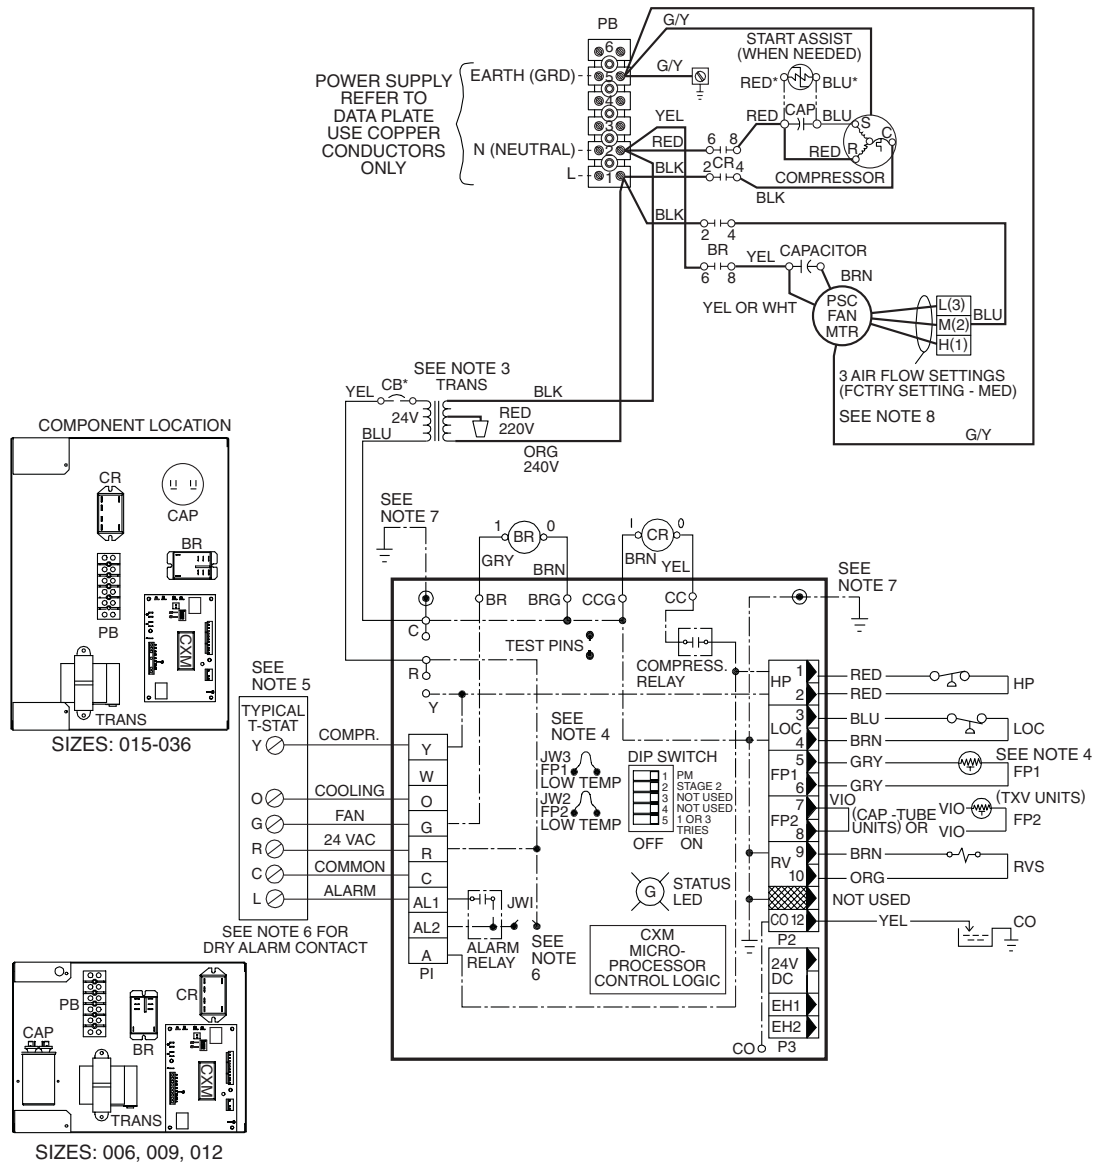 PB
G/Y
6
EARTH (GRD)
5
G/Y
4
3
N (NEUTRAL)
2
L
1
POWER SUPPLY
REFER TO
DATA PLATE
USE COPPER
CONDUCTORS
ONLY
START ASSIST
(WHEN NEEDED)
RED*
BLU*
YEL
RED
CAP
BLU
S
C
R
RED
6 8
RED
BLK
2 CR 4
COMPRESSOR
BLK
BLK
2 4
BR
6 8
YEL
CAPACITOR
BRN
YEL OR WHT
PSC
FAN
MTR
L(3)
M(2)
H(1)
BLU
3 AIR FLOW SETTINGS
(FCTRY SETTING - MED)
SEE NOTE 8
G/Y
SEE NOTE 3
TRANS
YEL
CB*
24V
BLU
BLK
RED
220V
ORG
240V
COMPONENT LOCATION
CR
CAP
BR
PB
CXM
TRANS
SIZES: 015-036
SEE
NOTE 7
1 BR 0
GRY
BRN
I CR 0
BRN
YEL
SEE
NOTE 7
BR
BRG
CCG
CC
C
TEST PINS
COMPRESS.
RELAY
R
Y
SEE
NOTE 5
TYPICAL
T-STAT
Y
COMPR.
O
COOLING
G
FAN
R
24 VAC
C
COMMON
L
ALARM
SEE NOTE 6 FOR
DRY ALARM CONTACT
Y
W
O
G
R
C
AL1
AL2
A
P1
ALARM
RELAY
JWI
SEE
NOTE
6
SEE
NOTE 4
JW3
FP1
LOW TEMP
JW2
FP2
LOW TEMP
DIP SWITCH
1 PM
2 STAGE 2
3 NOT USED
4 NOT USED
5 1 OR 3
TRIES
OFF
ON
G
STATUS
LED
CXM
MICRO-
PROCESSOR
CONTROL LOGIC
HP
1
2
LOC
3
4
FP1
5
6
FP2
7
8
RV
9
10
CO 12
P2
24V
DC
EH1
EH2
P3
CO
RED
RED
HP
BLU
BRN
LOC
GRY
GRY
SEE NOTE 4
FP1
VIO
(CAP -TUBE
UNITS) OR
VIO
VIO
(TXV UNITS)
FP2
BRN
ORG
RVS
NOT USED
YEL
CO
PB
CR
CAP
BR
CXM
TRANS
SIZES: 006, 009, 012